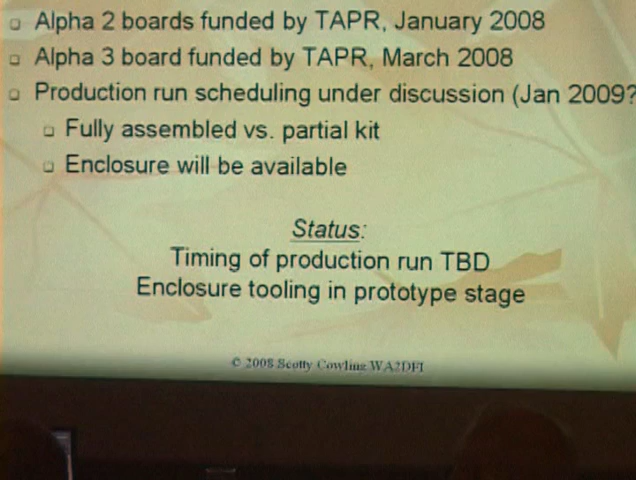 Alpha 2 boards funded by TAPR, January 2008
Alpha 3 board funded by TAPR, March 2008
Production run scheduling under discussion (Jan 2009?
Fully assembled vs. partial kit
Enclosure will be available
Status:
Timing of production run TBD
Enclosure tooling in prototype stage
© 2008 Scotty Cowling WA2DFI